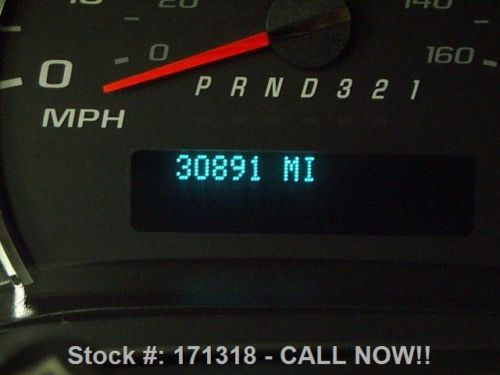 20 140
0 160
0
P R N D 3 2 1
MPH
30891 MI
Stock #: 171318 - CALL NOW!!